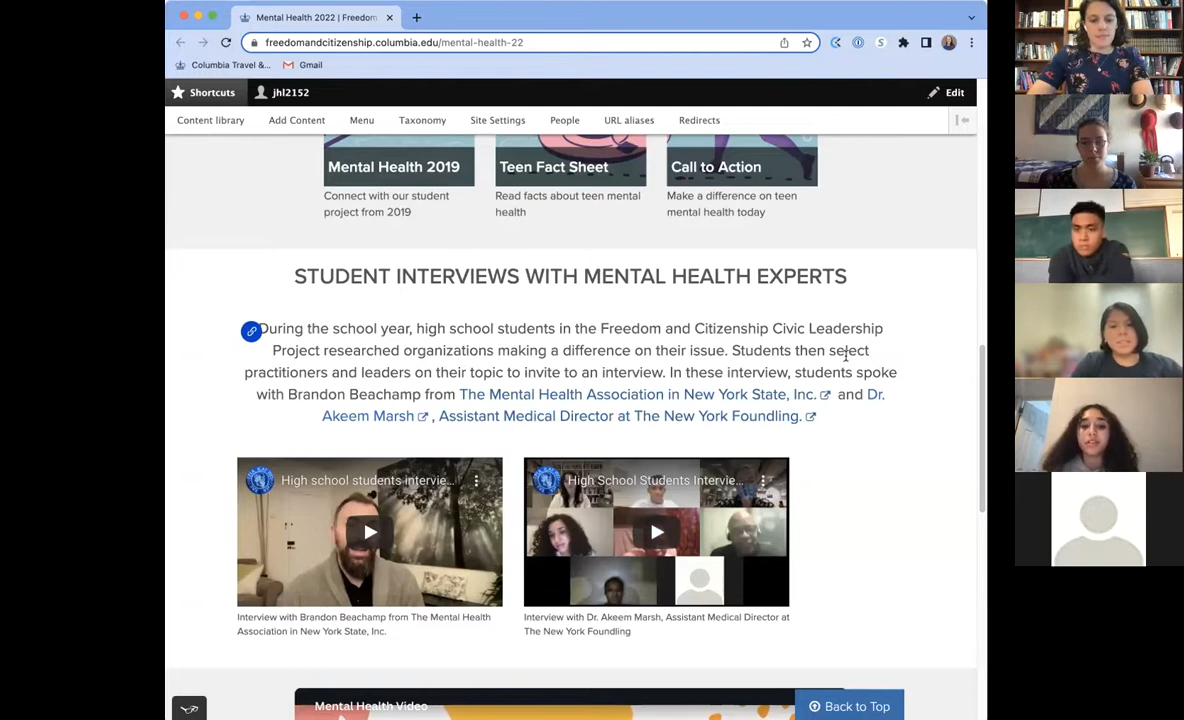 Mental Health 2022 | Freedom
freedomandcitizenship.columbia.edu/mental-health-22
Columbia Travel &...
Gmail
Shortcuts
jhl2152
Edit
Content library
Add Content
Menu
Taxonomy
Site Settings
People
URL aliases
Redirects
Mental Health 2019
Teen Fact Sheet
Call to Action
Connect with our student
project from 2019
Read facts about teen mental
health
Make a difference on teen
mental health today
STUDENT INTERVIEWS WITH MENTAL HEALTH EXPERTS
During the school year, high school students in the Freedom and Citizenship Civic Leadership
Project researched organizations making a difference on their issue. Students then select
practitioners and leaders on their topic to invite to an interview. In these interview, students spoke
with Brandon Beachamp from The Mental Health Association in New York State, Inc. and Dr.
Akeem Marsh , Assistant Medical Director at The New York Foundling.
High school students intervie...
High School Students Intervie...
Interview with Brandon Beachamp from The Mental Health
Association in New York State, Inc.
Interview with Dr. Akeem Marsh, Assistant Medical Director at
The New York Foundling
Mental Health Video
Back to Top